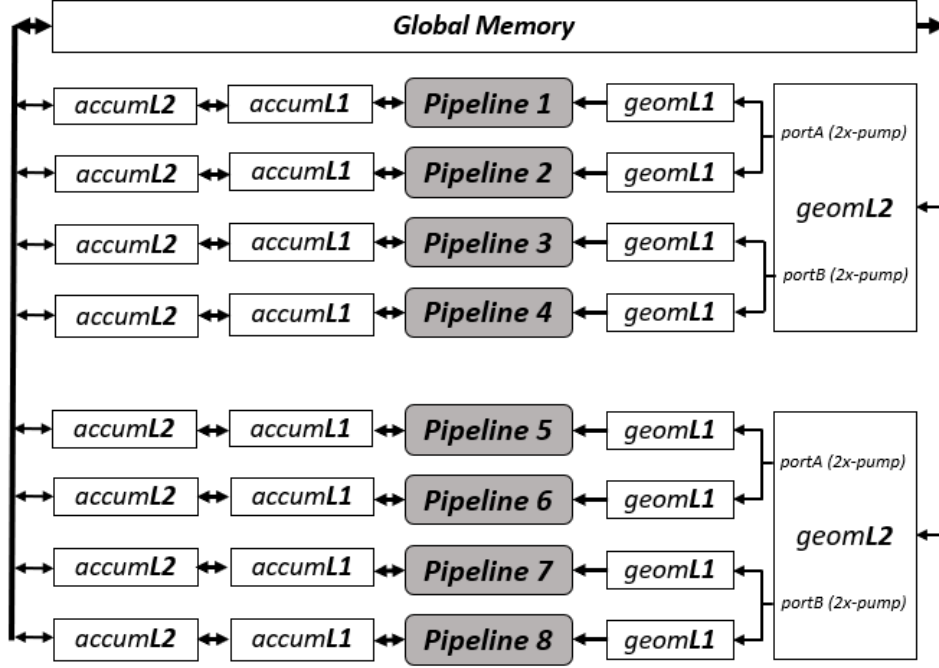 Global Memory
accumL2 accumL1 Pipeline 1 geomL1
portA (2x-pump)
accumL2 accumL1 Pipeline 2 geomL1
geomL2
accumL2 accumL1 Pipeline 3 geomL1
portB (2x-pump)
accumL2 accumL1 Pipeline 4 geomL1
accumL2 accumL1 Pipeline 5 geomL1
portA (2x-pump)
accumL2 accumL1 Pipeline 6 geomL1
geomL2
accumL2 accumL1 Pipeline 7 geomL1
portB (2x-pump)
accumL2 accumL1 Pipeline 8 geomL1